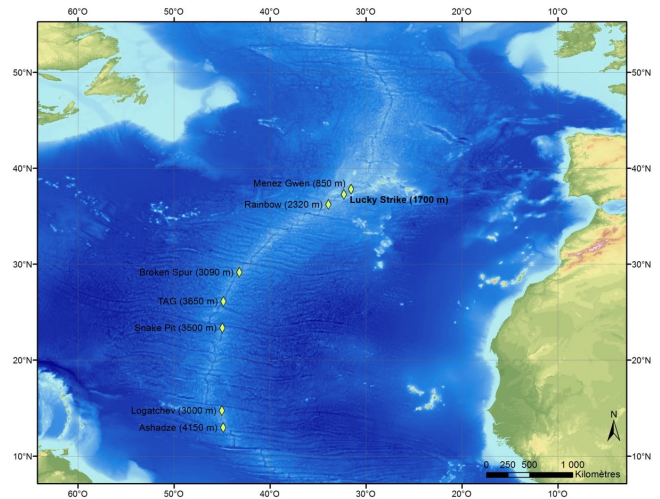 60°O 50°O 40°O 30°O 20°O 10°O
50°N 50°N
40°N 40°N
Menez Gwen (850 m)
Lucky Strike (1700 m)
Rainbow (2320 m)
30°N 30°N
Broken Spur (3090 m)
TAG (3650 m)
Snake Pit (3500 m)
20°N 20°N
Logatchev (3000 m)
Ashadze (4150 m)
N
10°N 10°N
0 250 500 1 000
Kilomètres
60°O 50°O 40°O 30°O 20°O 10°O